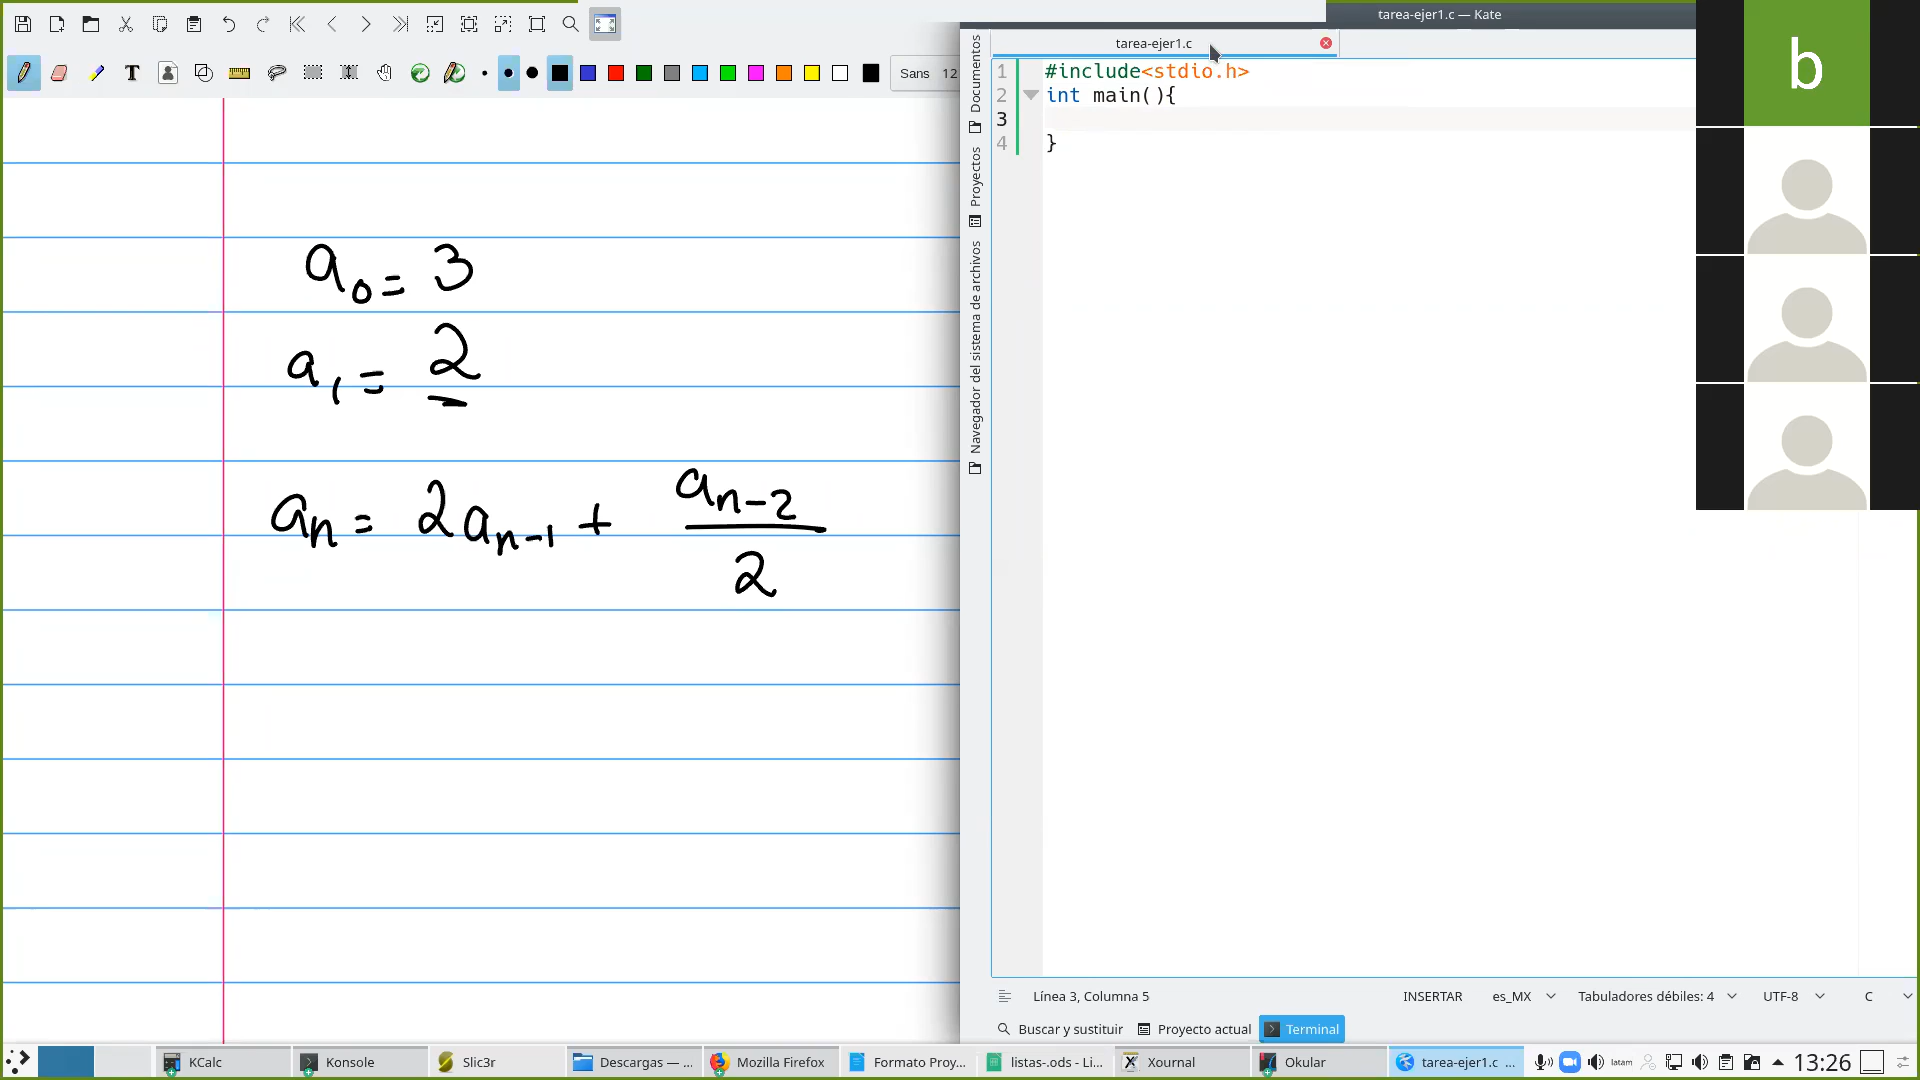 tarea-ejer1.c — Kate
tarea-ejer1.c
Sans 12
1 #include<stdio.h>
2 int main(){
3
4 }
Documentos
Proyectos
Navegador del sistema de archivos
b
a₀ = 3
a₁ = 2
aₙ = 2aₙ₋₁ + aₙ₋₂ / 2
Línea 3, Columna 5
INSERTAR
es_MX
Tabuladores débiles: 4
UTF-8
C
Buscar y sustituir
Proyecto actual
Terminal
KCalc
Konsole
Slic3r
Descargas — ...
Mozilla Firefox
Formato Proy...
listas-.ods - Li...
Xournal
Okular
tarea-ejer1.c ...
latam
13:26